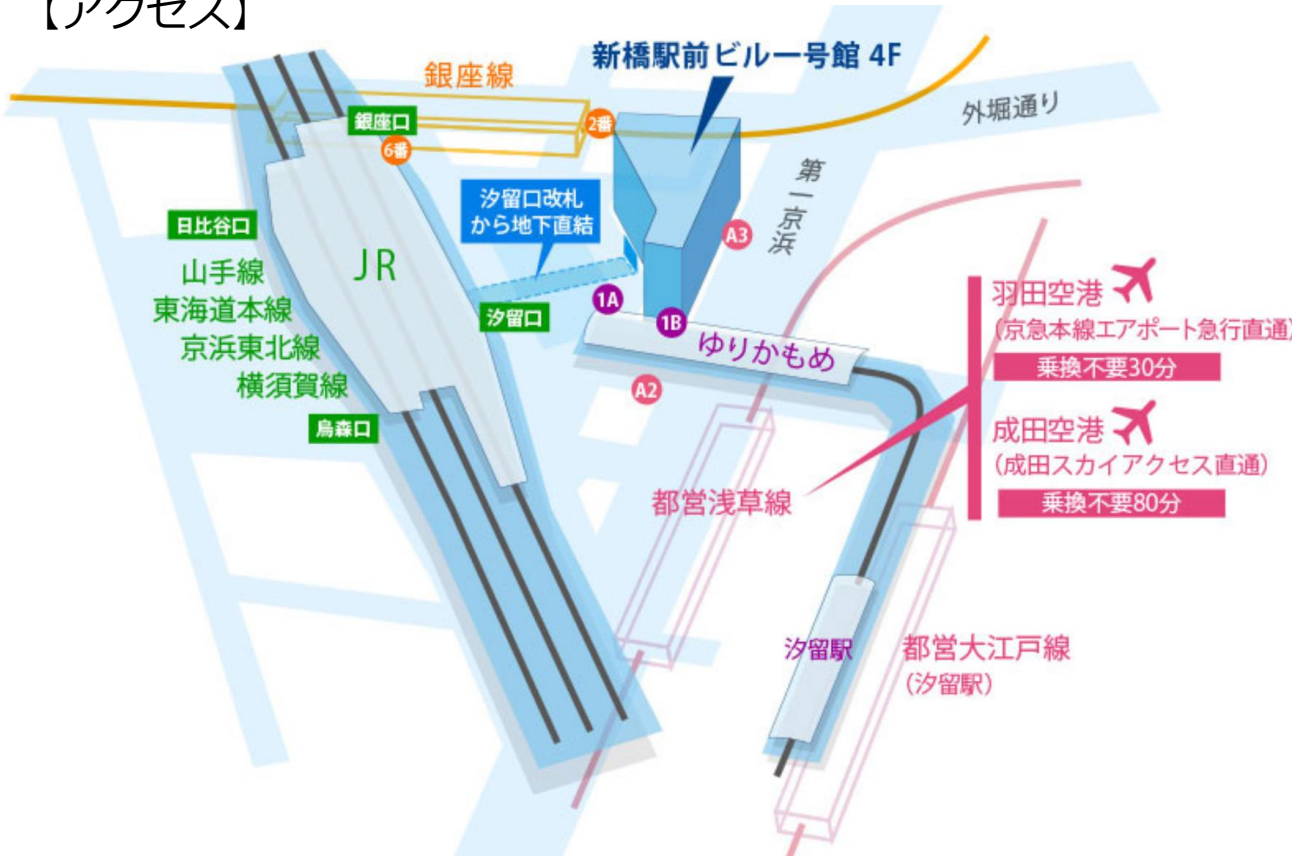 【アクセス】
新橋駅前ビル一号館 4F
銀座線
外堀通り
銀座口
2番
6番
第一京浜
汐留口改札
から地下直結
A3
日比谷口
JR
山手線
東海道本線
京浜東北線
横須賀線
汐留口
1A
1B
ゆりかもめ
A2
烏森口
羽田空港
(京急本線エアポート急行直通)
乗換不要30分
成田空港
(成田スカイアクセス直通)
乗換不要80分
都営浅草線
汐留駅
都営大江戸線
(汐留駅)